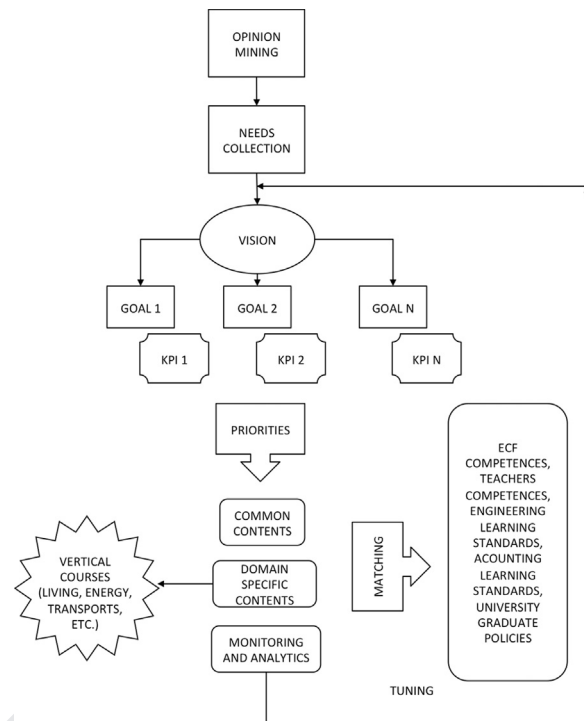 OPINION
MINING
NEEDS
COLLECTION
VISION
GOAL 1
GOAL 2
GOAL N
KPI 1
KPI 2
KPI N
PRIORITIES
COMMON
CONTENTS
DOMAIN
SPECIFIC
CONTENTS
VERTICAL
COURSES
(LIVING, ENERGY,
TRANSPORTS,
ETC.)
MONITORING
AND ANALYTICS
MATCHING
ECF
COMPETENCES,
TEACHERS
COMPETENCES,
ENGINEERING
LEARNING
STANDARDS,
ACOUNTING
LEARNING
STANDARDS,
UNIVERSITY
GRADUATE
POLICIES
TUNING